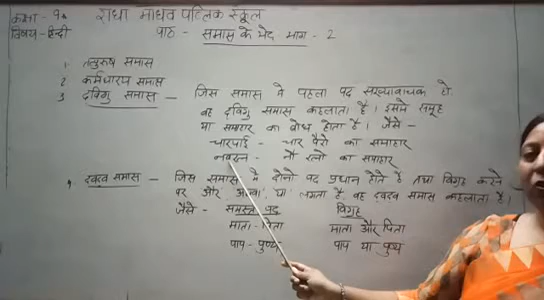 कक्षा - 9th राधा माधव पब्लिक स्कूल
विषय - हिन्दी पाठ - समास के भेद भाग - 2
1. तत्पुरुष समास
2. कर्मधारय समास
3. द्विगु समास - जिस समास मे पहला पद संख्यावाचक हो
वह द्विगु समास कहलाता है। इसमे समूह
या समाहार का बोध होता है। जैसे -
चारपाई - चार पैरो का समाहार
नवरत्न - नौ रत्नो का समाहार
4. द्वन्द्व समास - जिस समास मे दोनो पद प्रधान होते है तथा विग्रह करने
पर और लगता है, वह द्वन्द्व समास कहलाता है।
जैसे - समस्त पद विग्रह
माता - पिता माता और पिता
पाप - पुण्य पाप या पुण्य